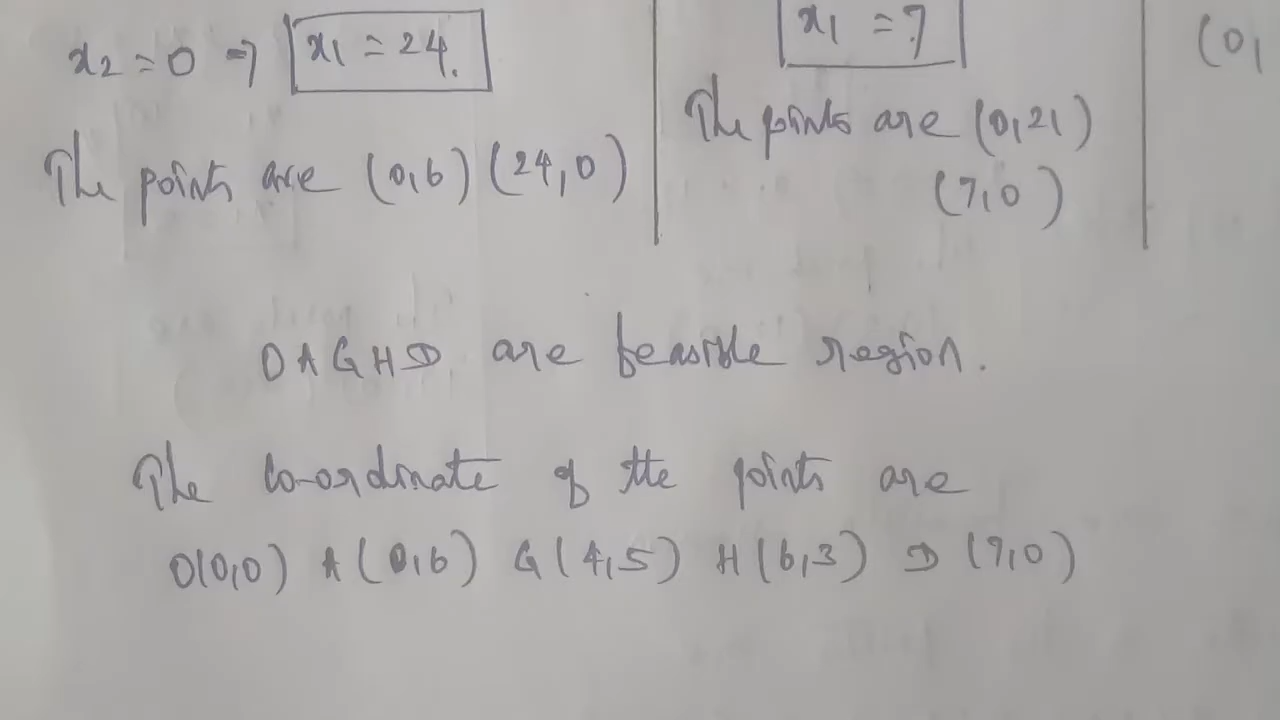 x2 = 0 ⇒ x1 = 24.
The points are (0,6) (24,0)
x1 = 7
The points are (0,21)
(7,0)
(0,
OAGHD are feasible region.
The co-ordinate of the points are
O(0,0) A(0,6) G(4,5) H(6,3) D(7,0)